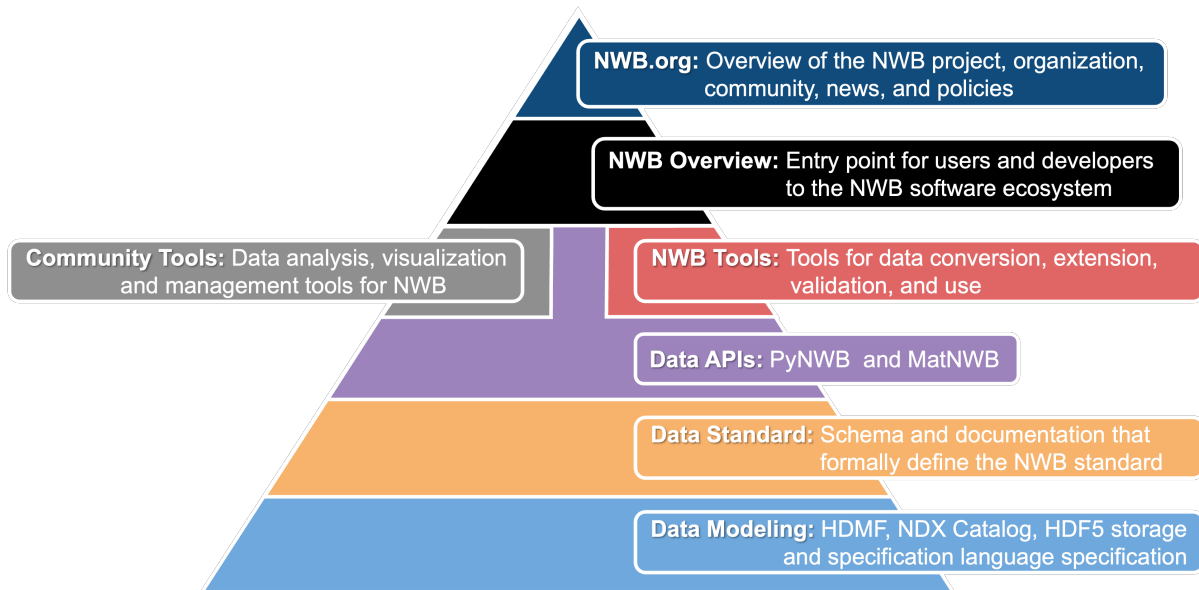 NWB.org: Overview of the NWB project, organization,
community, news, and policies
NWB Overview: Entry point for users and developers
to the NWB software ecosystem
Community Tools: Data analysis, visualization
and management tools for NWB
NWB Tools: Tools for data conversion, extension,
validation, and use
Data APIs: PyNWB and MatNWB
Data Standard: Schema and documentation that
formally define the NWB standard
Data Modeling: HDMF, NDX Catalog, HDF5 storage
and specification language specification